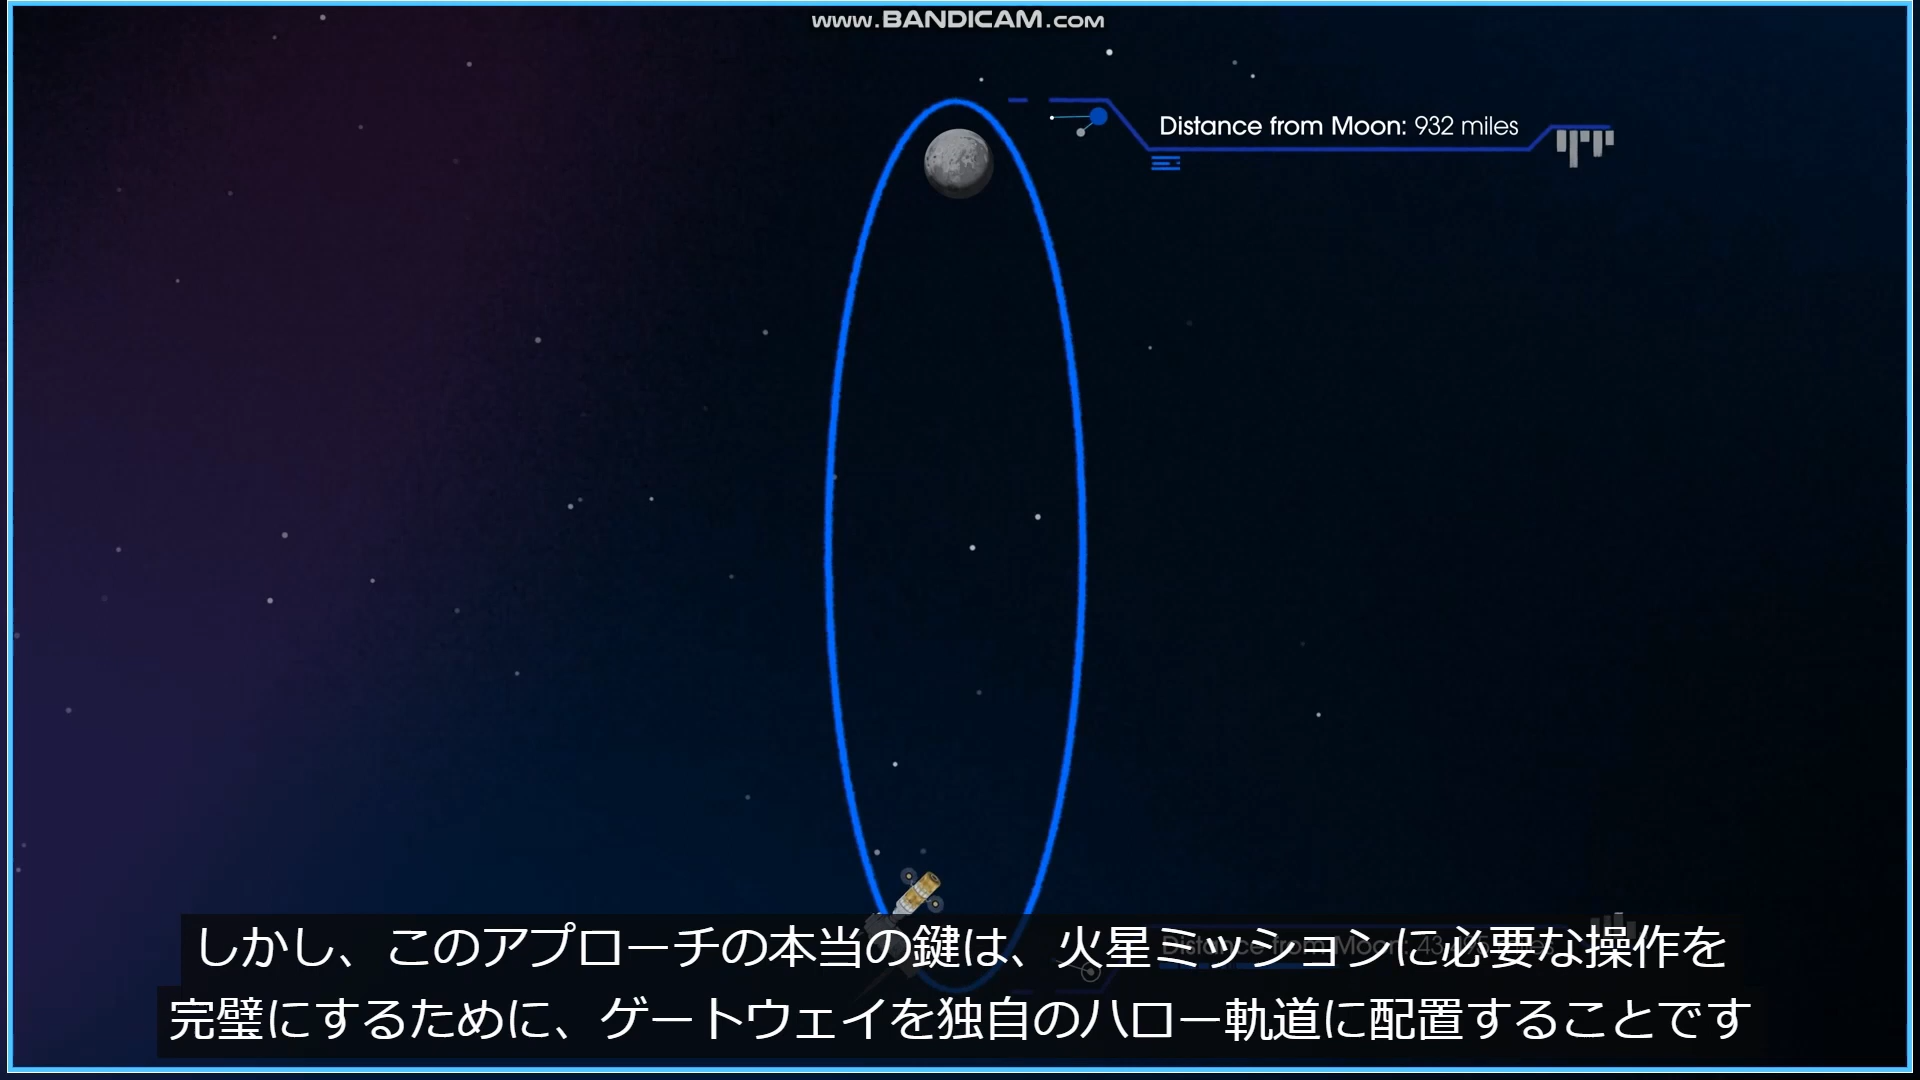 www.BANDICAM.com
Distance from Moon: 932 miles
Distance from Moon:
しかし、このアプローチの本当の鍵は、火星ミッションに必要な操作を
完璧にするために、ゲートウェイを独自のハロー軌道に配置することです